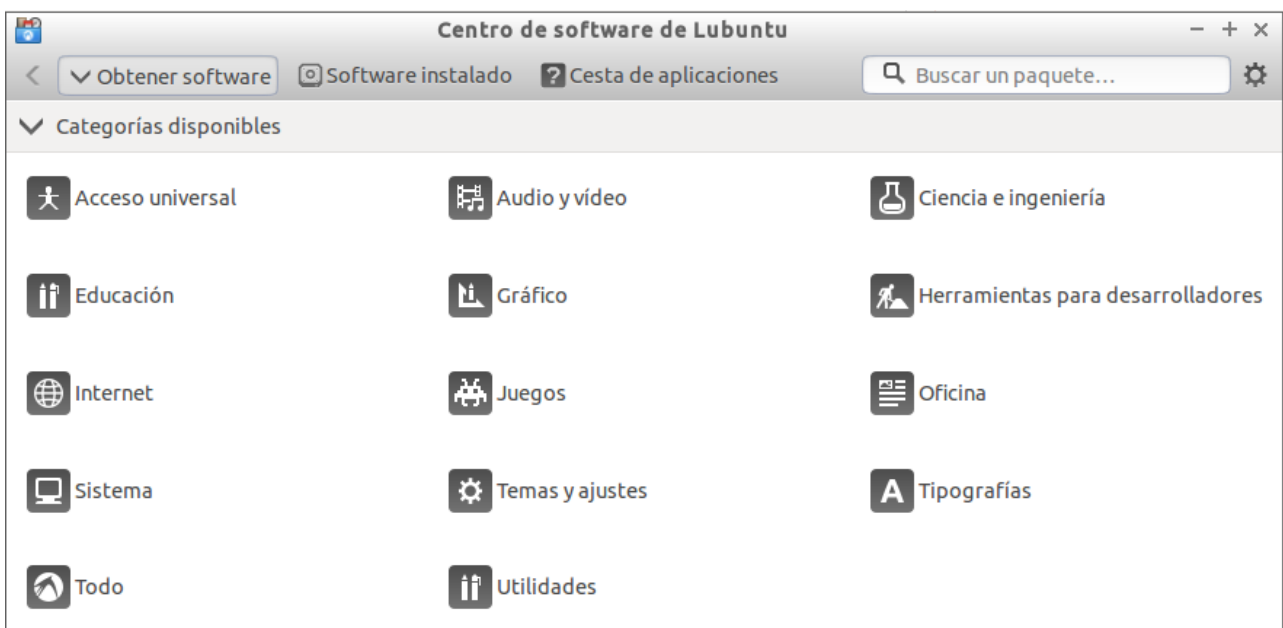 Centro de software de Lubuntu
Obtener software Software instalado Cesta de aplicaciones Buscar un paquete...
Categorías disponibles
Acceso universal Audio y vídeo Ciencia e ingeniería
Educación Gráfico Herramientas para desarrolladores
Internet Juegos Oficina
Sistema Temas y ajustes Tipografías
Todo Utilidades